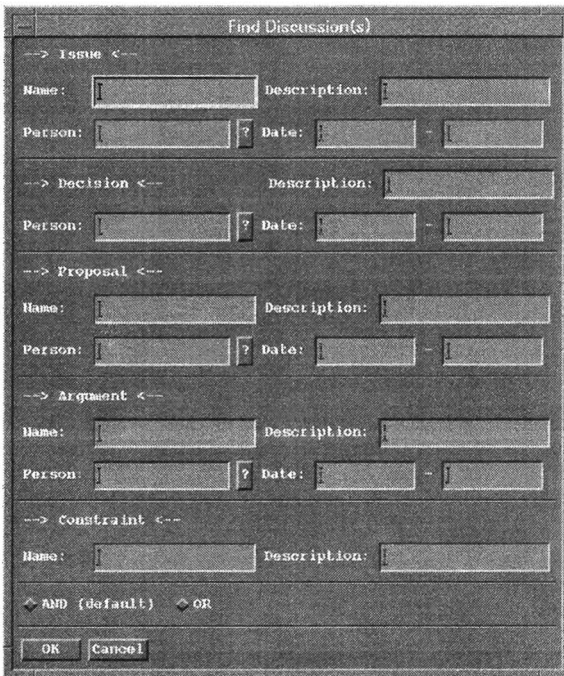 Find Discussion(s)
--> Issue <--
Name: Description:
Person: ? Date: -
--> Decision <-- Description:
Person: ? Date: -
--> Proposal <--
Name: Description:
Person: ? Date: -
--> Argument <--
Name: Description:
Person: ? Date: -
--> Constraint <--
Name: Description:
AND (default) OR
OK Cancel